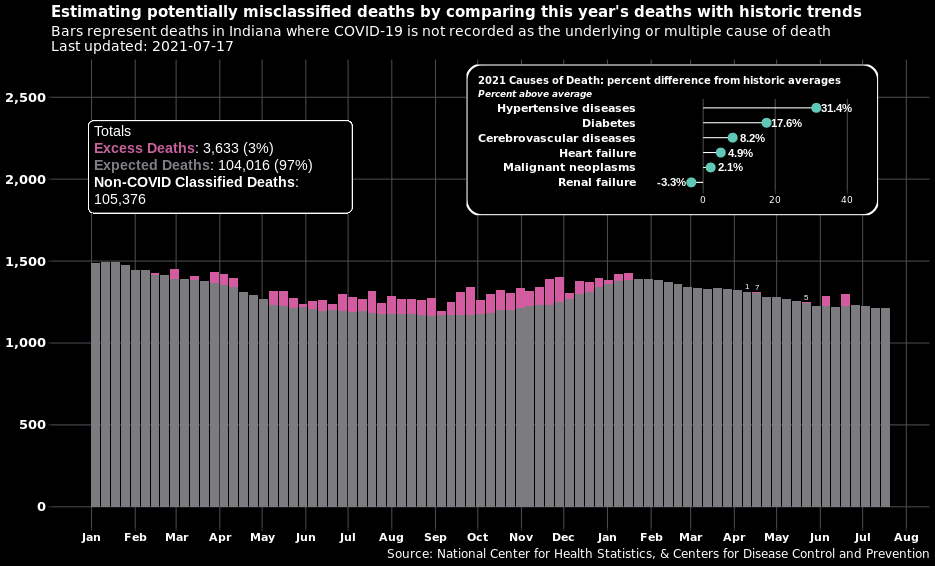 Estimating potentially misclassified deaths by comparing this year's deaths with historic trends
Bars represent deaths in Indiana where COVID-19 is not recorded as the underlying or multiple cause of death
Last updated: 2021-07-17
2021 Causes of Death: percent difference from historic averages
Percent above average
Hypertensive diseases 31.4%
Diabetes 17.6%
Cerebrovascular diseases 8.2%
Heart failure 4.9%
Malignant neoplasms 2.1%
Renal failure -3.3%
0 20 40
Totals
Excess Deaths: 3,633 (3%)
Expected Deaths: 104,016 (97%)
Non-COVID Classified Deaths:
105,376
2,500
2,000
1,500
1,000
500
0
1 7
5
Jan Feb Mar Apr May Jun Jul Aug Sep Oct Nov Dec Jan Feb Mar Apr May Jun Jul Aug
Source: National Center for Health Statistics, & Centers for Disease Control and Prevention